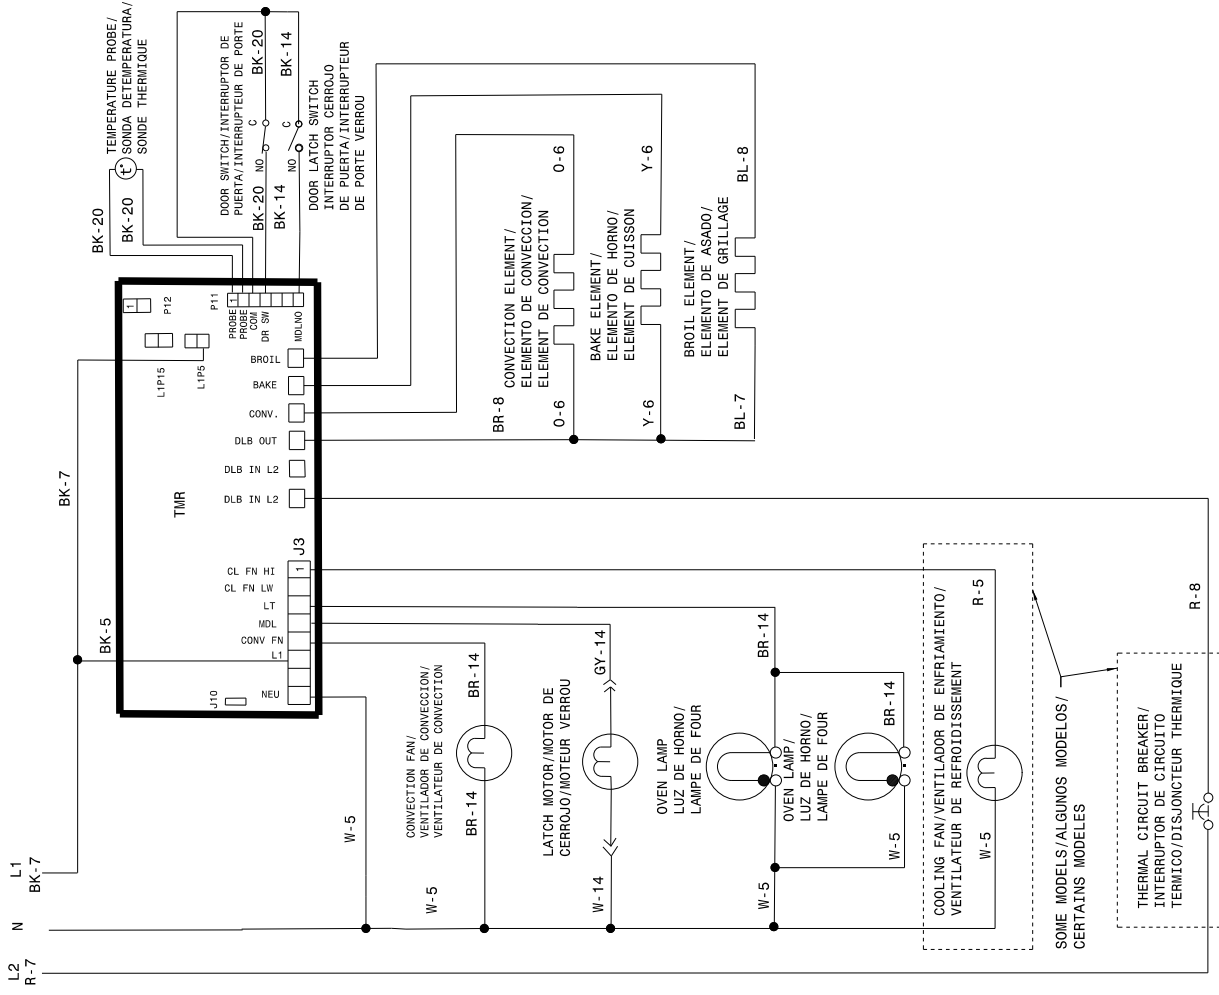 TEMPERATURE PROBE/
SONDA DETEMPERATURA/
SONDE THERMIQUE
t°
BK-20
BK-20
DOOR SWITCH/INTERRUPTOR DE
PUERTA/INTERRUPTEUR DE PORTE
BK-20
BK-14
C
C
NO
NO
BK-20
BK-14
DOOR LATCH SWITCH
INTERRUPTOR CERROJO
DE PUERTA/INTERRUPTEUR
DE PORTE VERROU
1
P12
P11
1
PROBE
PROBE
COM
DR SW
MDLNO
L1P15
L1P5
BROIL
BAKE
CONV.
DLB OUT
DLB IN L2
DLB IN L2
TMR
J3
1
CL FN HI
CL FN LW
LT
MDL
CONV FN
L1
NEU
J10
BK-7
BK-5
CONVECTION ELEMENT/
ELEMENTO DE CONVECCION/
ELEMENT DE CONVECTION
O-6
BR-8
O-6
BAKE ELEMENT/
ELEMENTO DE HORNO/
ELEMENT DE CUISSON
Y-6
Y-6
BROIL ELEMENT/
ELEMENTO DE ASADO/
ELEMENT DE GRILLAGE
BL-8
BL-7
CONVECTION FAN/
VENTILADOR DE CONVECCION/
VENTILATEUR DE CONVECTION
BR-14
BR-14
W-5
W-5
LATCH MOTOR/MOTOR DE
CERROJO/MOTEUR VERROU
GY-14
W-14
OVEN LAMP
LUZ DE HORNO/
LAMPE DE FOUR
BR-14
W-5
OVEN LAMP/
LUZ DE HORNO/
LAMPE DE FOUR
BR-14
W-5
COOLING FAN/VENTILADOR DE ENFRIAMIENTO/
VENTILATEUR DE REFROIDISSEMENT
R-5
W-5
SOME MODELS/ALGUNOS MODELOS/
CERTAINS MODELES
THERMAL CIRCUIT BREAKER/
INTERRUPTOR DE CIRCUITO
TERMICO/DISJONCTEUR THERMIQUE
R-8
L1
BK-7
N
L2
R-7